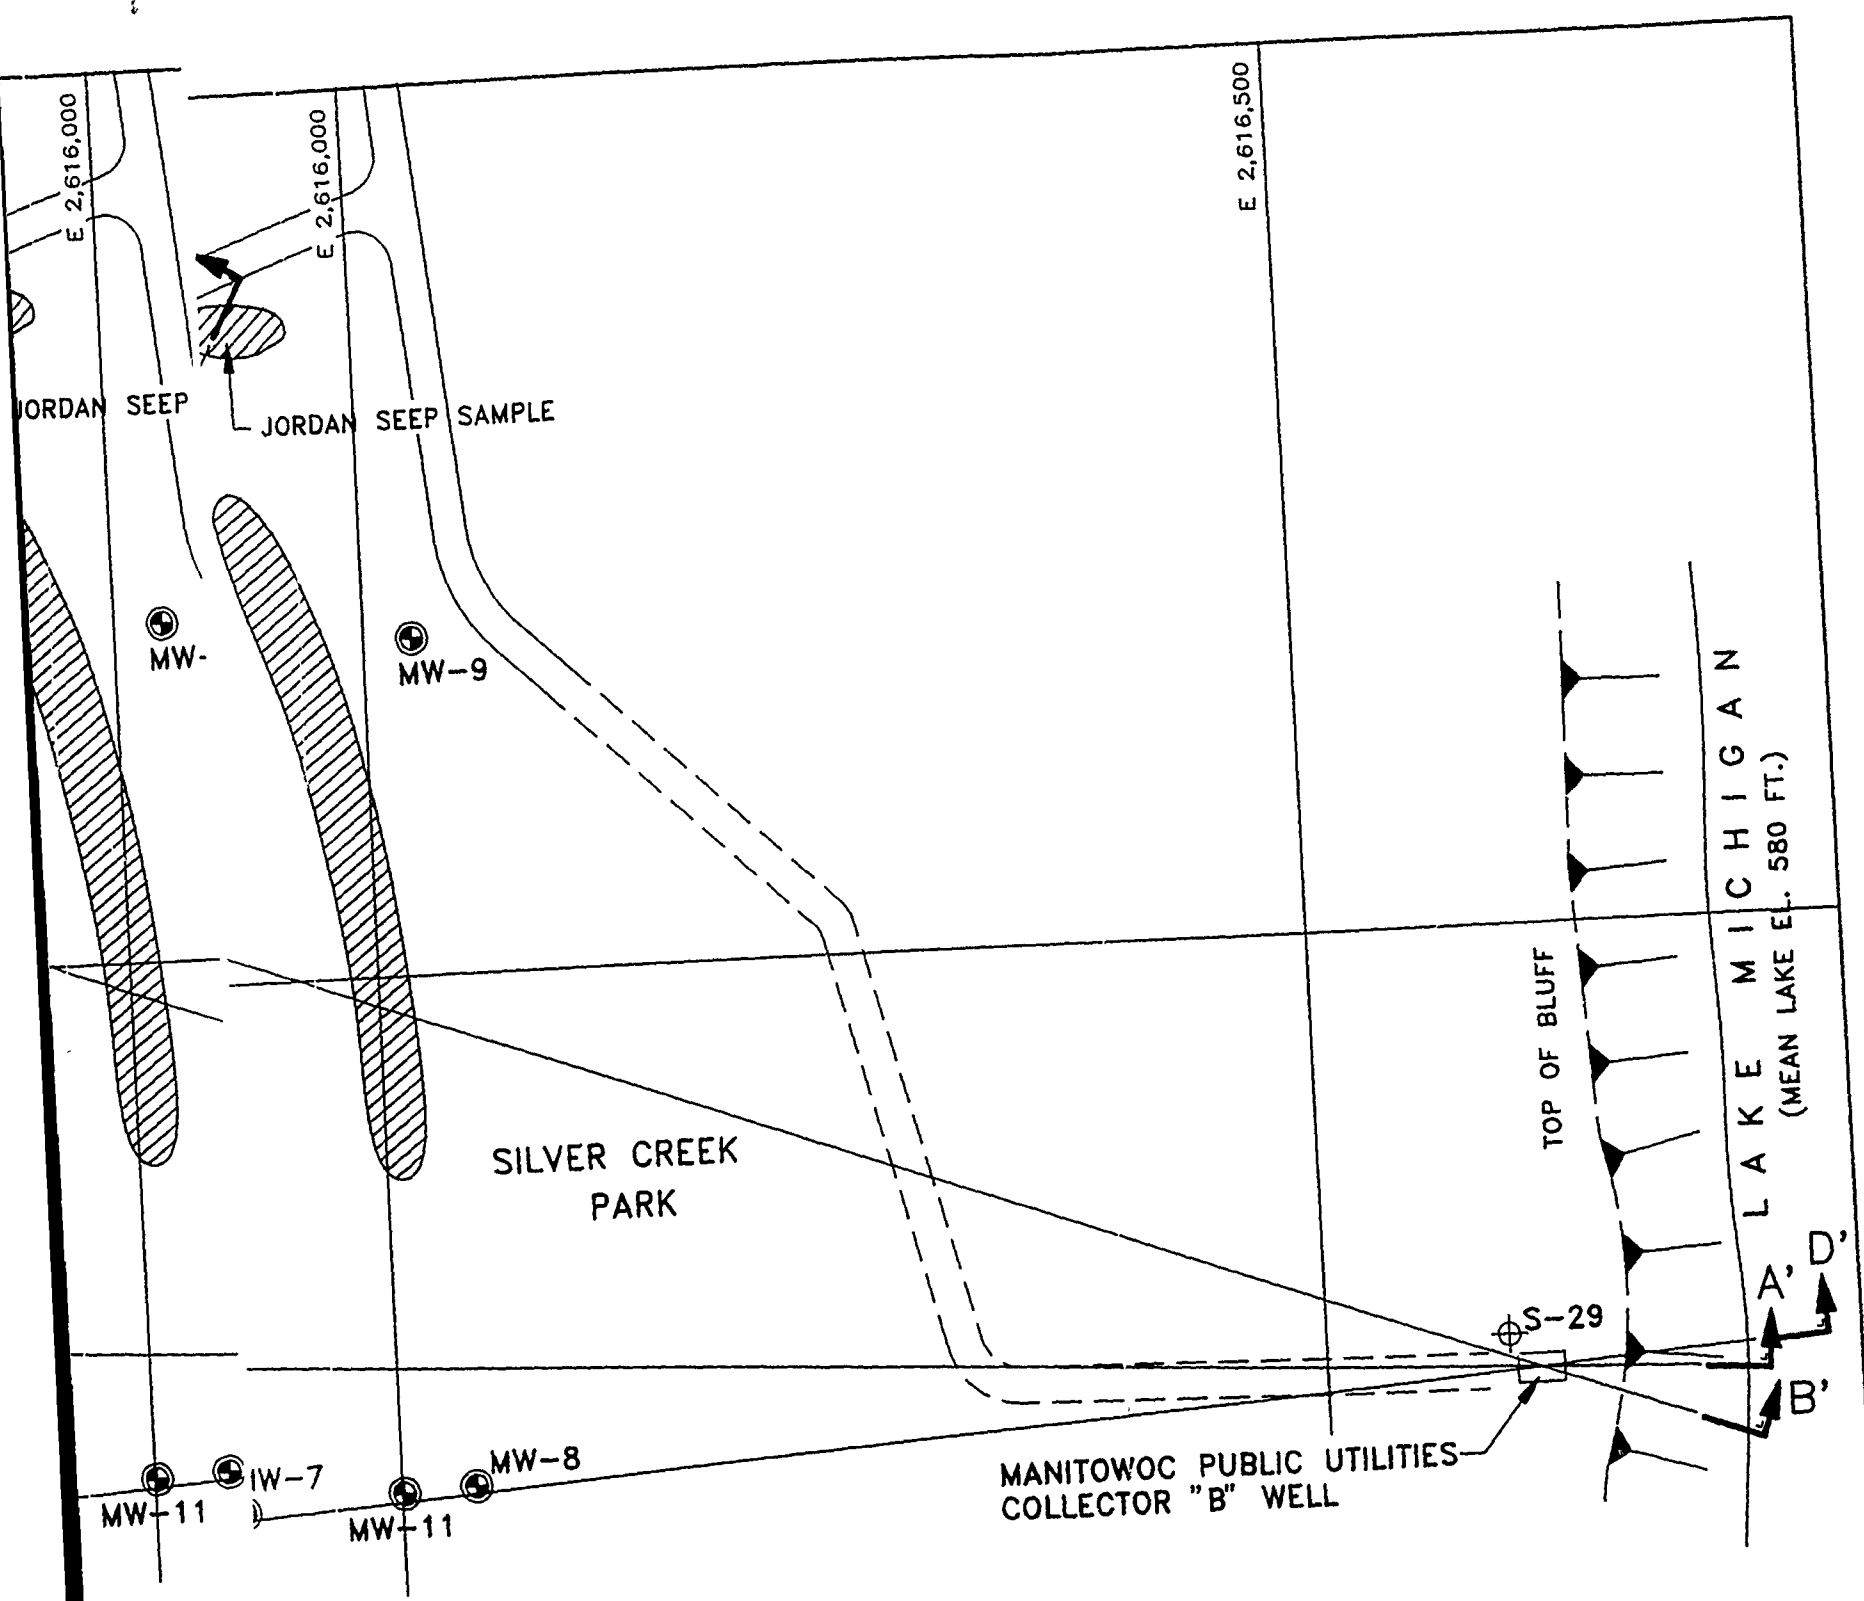 E 2,616,000
E 2,616,000
E 2,616,500
JORDAN SEEP
JORDAN SEEP SAMPLE
MW-
MW-9
LAKE MICHIGAN
(MEAN LAKE EL. 580 FT.)
TOP OF BLUFF
SILVER CREEK
PARK
D'
A'
S-29
B'
MW-8
IW-7
MW-11
MW-11
MANITOWOC PUBLIC UTILITIES
COLLECTOR "B" WELL